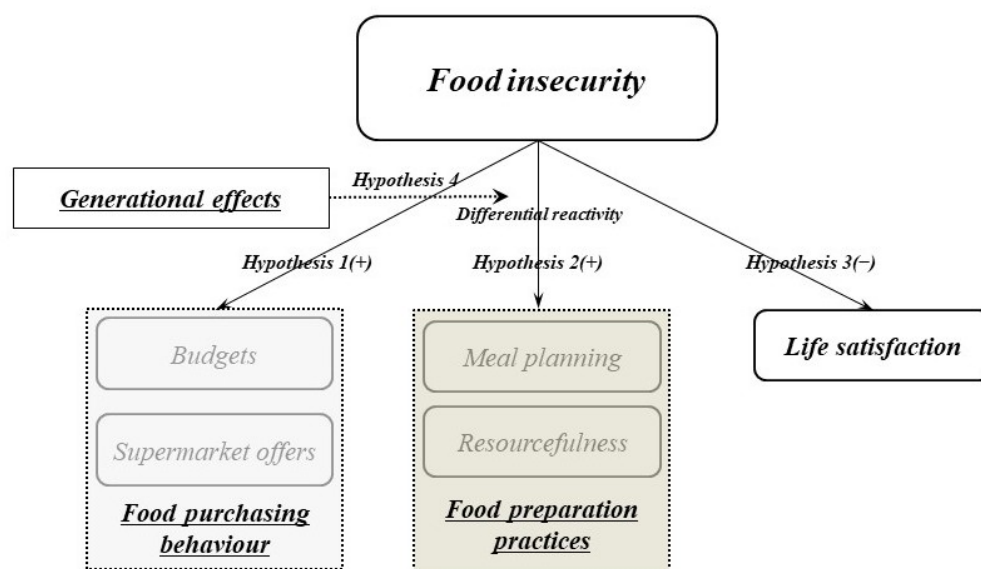 Food insecurity
Hypothesis 4
Generational effects
Differential reactivity
Hypothesis 1(+)
Hypothesis 2(+)
Hypothesis 3(−)
Budgets
Meal planning
Life satisfaction
Supermarket offers
Resourcefulness
Food purchasing
behaviour
Food preparation
practices